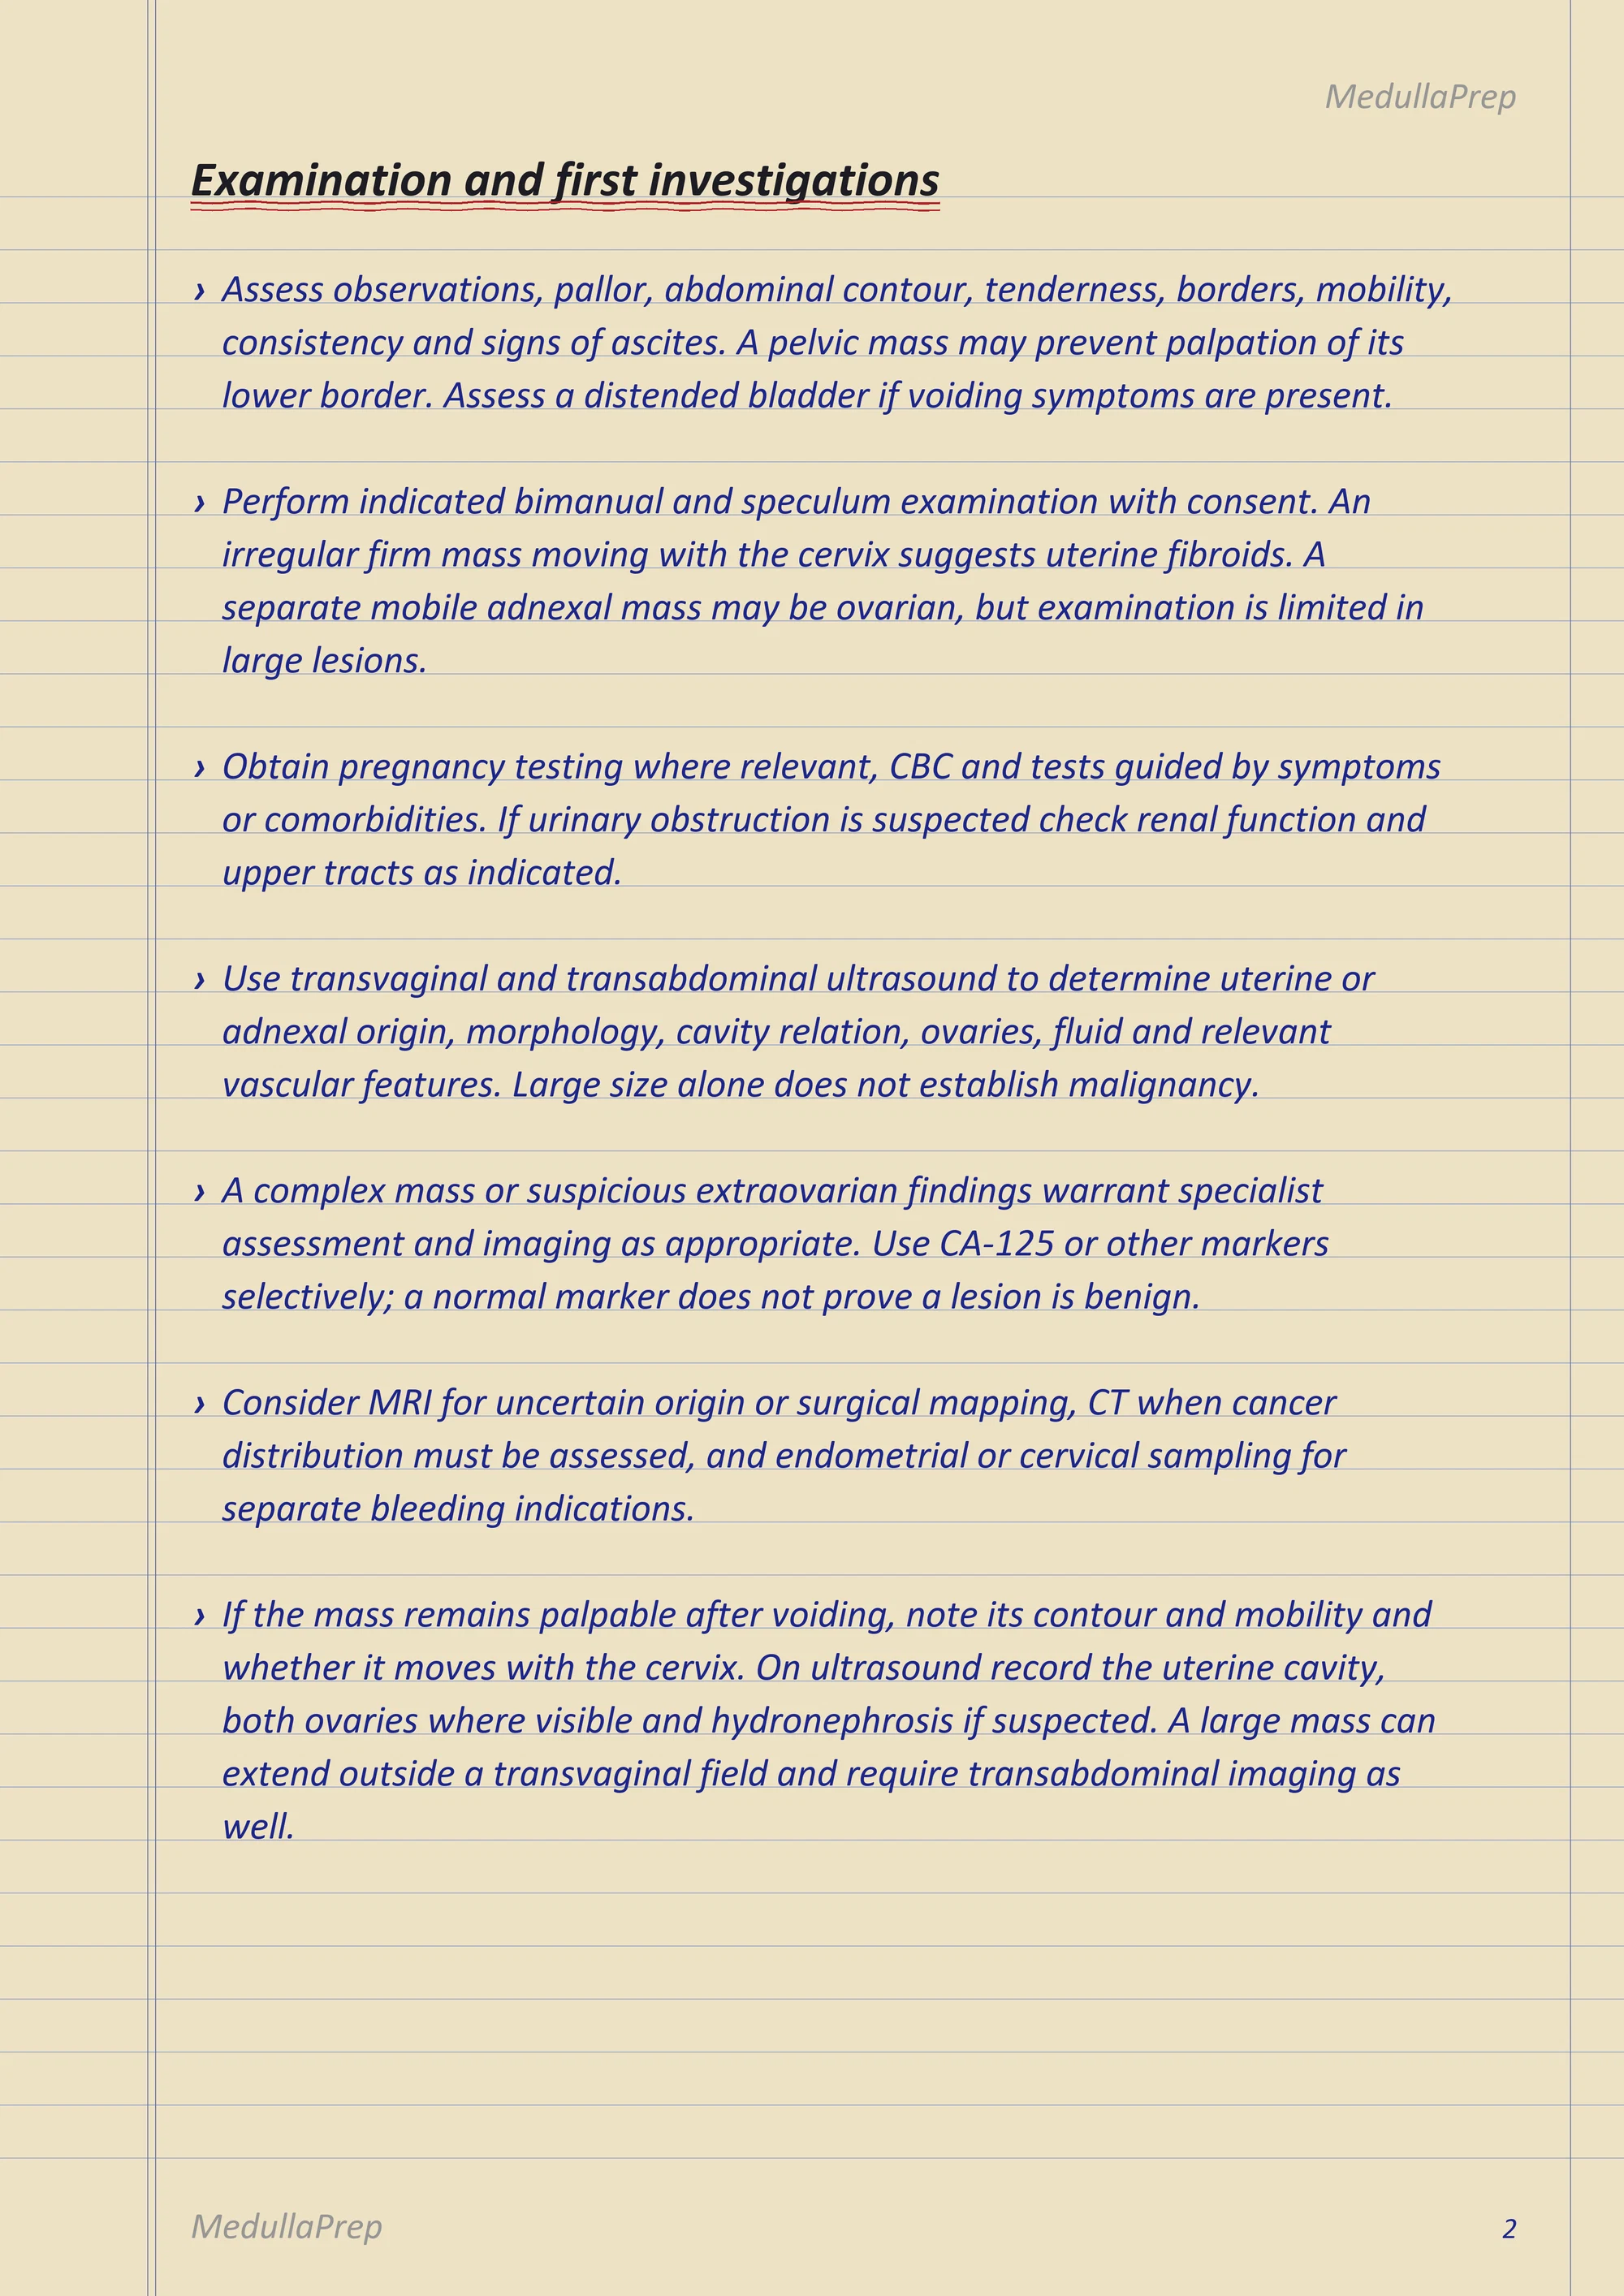 MedullaPrep
Examination and first investigations
› Assess observations, pallor, abdominal contour, tenderness, borders, mobility,
consistency and signs of ascites. A pelvic mass may prevent palpation of its
lower border. Assess a distended bladder if voiding symptoms are present.
› Perform indicated bimanual and speculum examination with consent. An
irregular firm mass moving with the cervix suggests uterine fibroids. A
separate mobile adnexal mass may be ovarian, but examination is limited in
large lesions.
› Obtain pregnancy testing where relevant, CBC and tests guided by symptoms
or comorbidities. If urinary obstruction is suspected check renal function and
upper tracts as indicated.
› Use transvaginal and transabdominal ultrasound to determine uterine or
adnexal origin, morphology, cavity relation, ovaries, fluid and relevant
vascular features. Large size alone does not establish malignancy.
› A complex mass or suspicious extraovarian findings warrant specialist
assessment and imaging as appropriate. Use CA-125 or other markers
selectively; a normal marker does not prove a lesion is benign.
› Consider MRI for uncertain origin or surgical mapping, CT when cancer
distribution must be assessed, and endometrial or cervical sampling for
separate bleeding indications.
› If the mass remains palpable after voiding, note its contour and mobility and
whether it moves with the cervix. On ultrasound record the uterine cavity,
both ovaries where visible and hydronephrosis if suspected. A large mass can
extend outside a transvaginal field and require transabdominal imaging as
well.
MedullaPrep
2